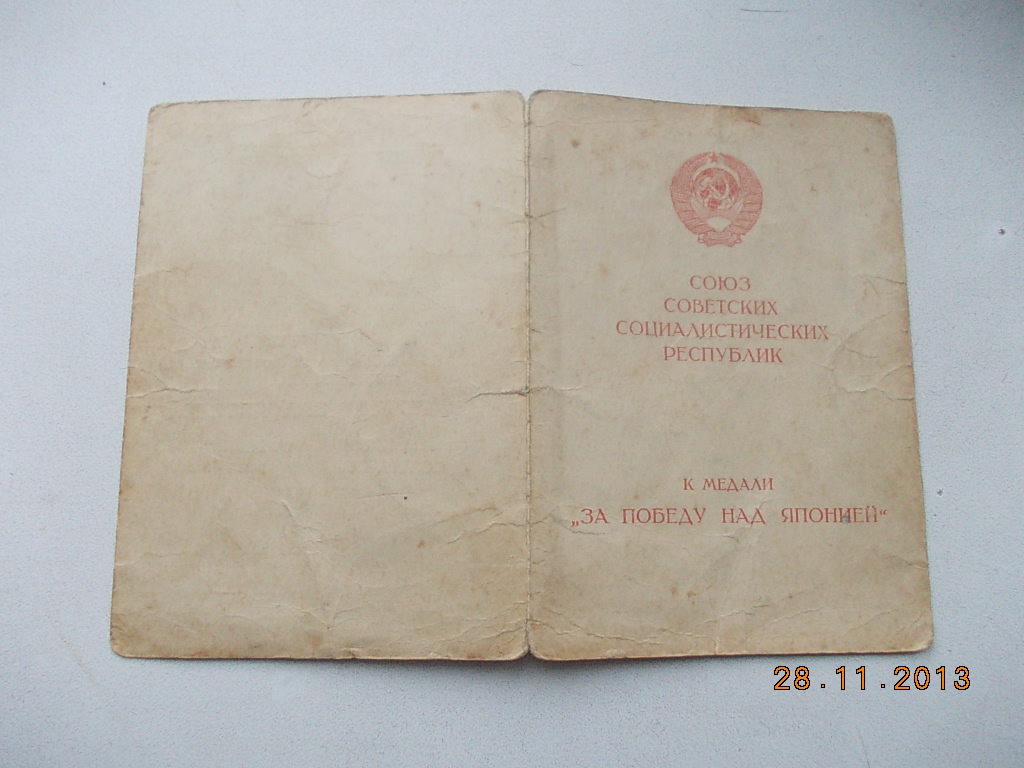 СОЮЗ
СОВЕТСКИХ
СОЦИАЛИСТИЧЕСКИХ
РЕСПУБЛИК
К МЕДАЛИ
„ЗА ПОБЕДУ НАД ЯПОНИЕЙ“
28.11.2013